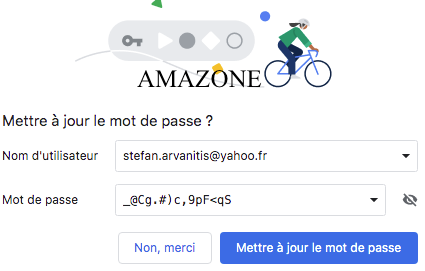 AMAZONE
Mettre à jour le mot de passe ?
Nom d'utilisateur stefan.arvanitis@yahoo.fr
Mot de passe _@Cg.#)c,9pF<qS
Non, merci Mettre à jour le mot de passe